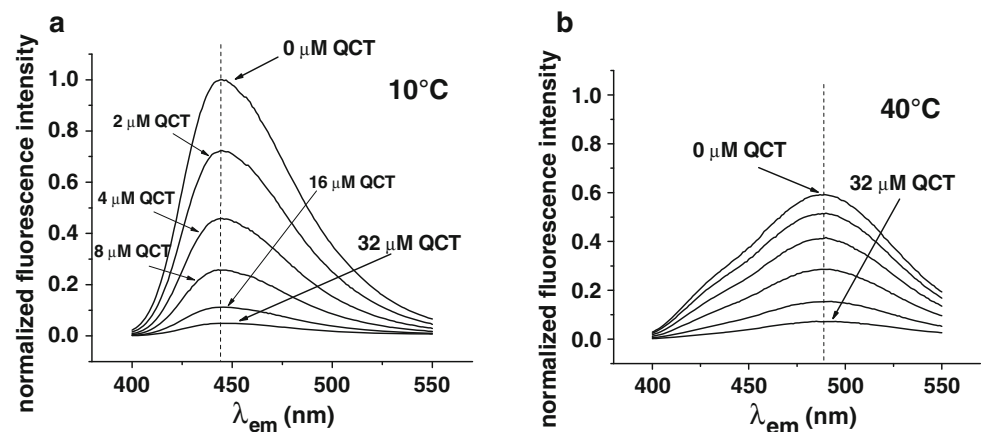 a
normalized fluorescence intensity
0 μM QCT
10°C
2 μM QCT
16 μM QCT
4 μM QCT
32 μM QCT
8 μM QCT
1.0
0.8
0.6
0.4
0.2
0.0
400 450 500 550
λem (nm)
b
normalized fluorescence intensity
40°C
0 μM QCT
32 μM QCT
1.0
0.8
0.6
0.4
0.2
0.0
400 450 500 550
λem (nm)